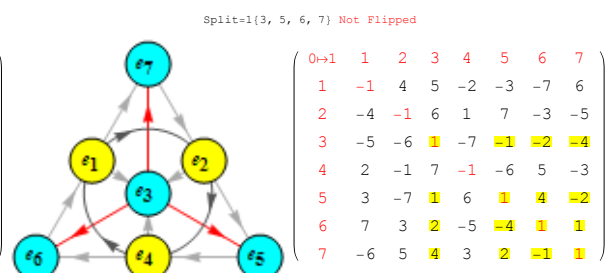 Split=1{3, 5, 6, 7} Not Flipped
e7
e1
e2
e3
e6
e4
e5
0↦1 1 2 3 4 5 6 7
1 -1 4 5 -2 -3 -7 6
2 -4 -1 6 1 7 -3 -5
3 -5 -6 1 -7 -1 -2 -4
4 2 -1 7 -1 -6 5 -3
5 3 -7 1 6 1 4 -2
6 7 3 2 -5 -4 1 1
7 -6 5 4 3 2 -1 1